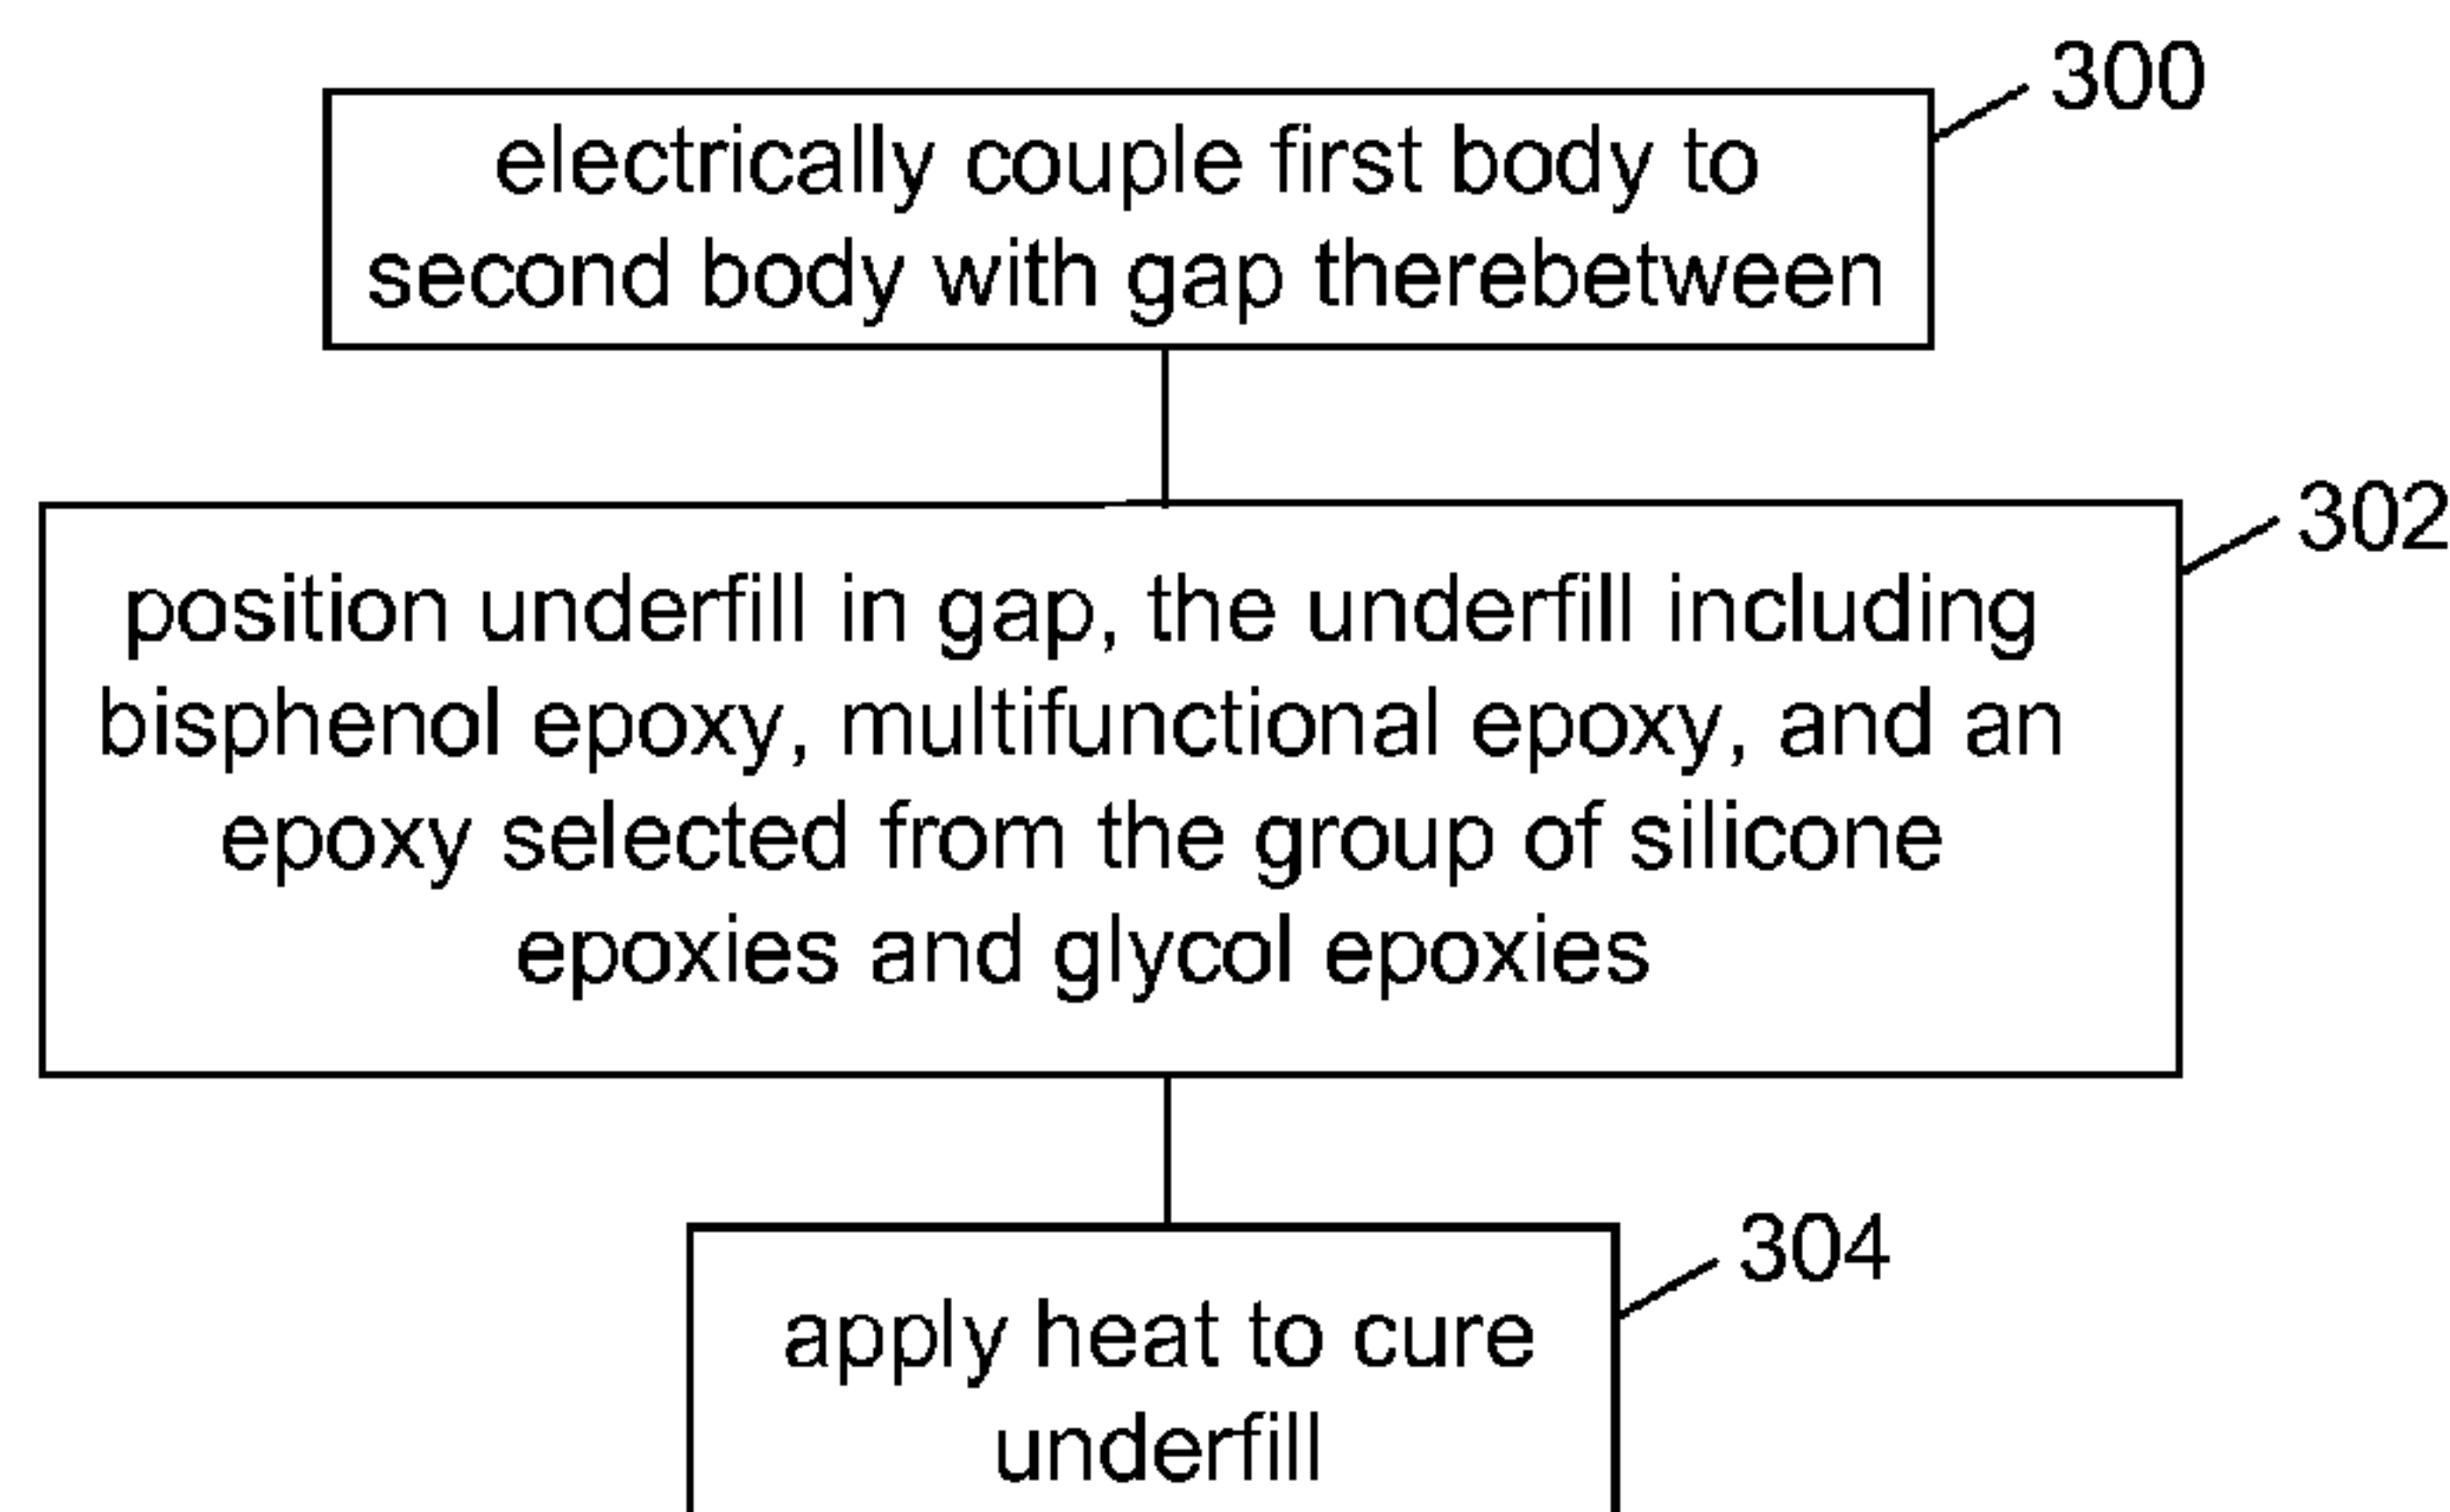 300
electrically couple first body to
second body with gap therebetween
302
position underfill in gap, the underfill including
bisphenol epoxy, multifunctional epoxy, and an
epoxy selected from the group of silicone
epoxies and glycol epoxies
304
apply heat to cure
underfill